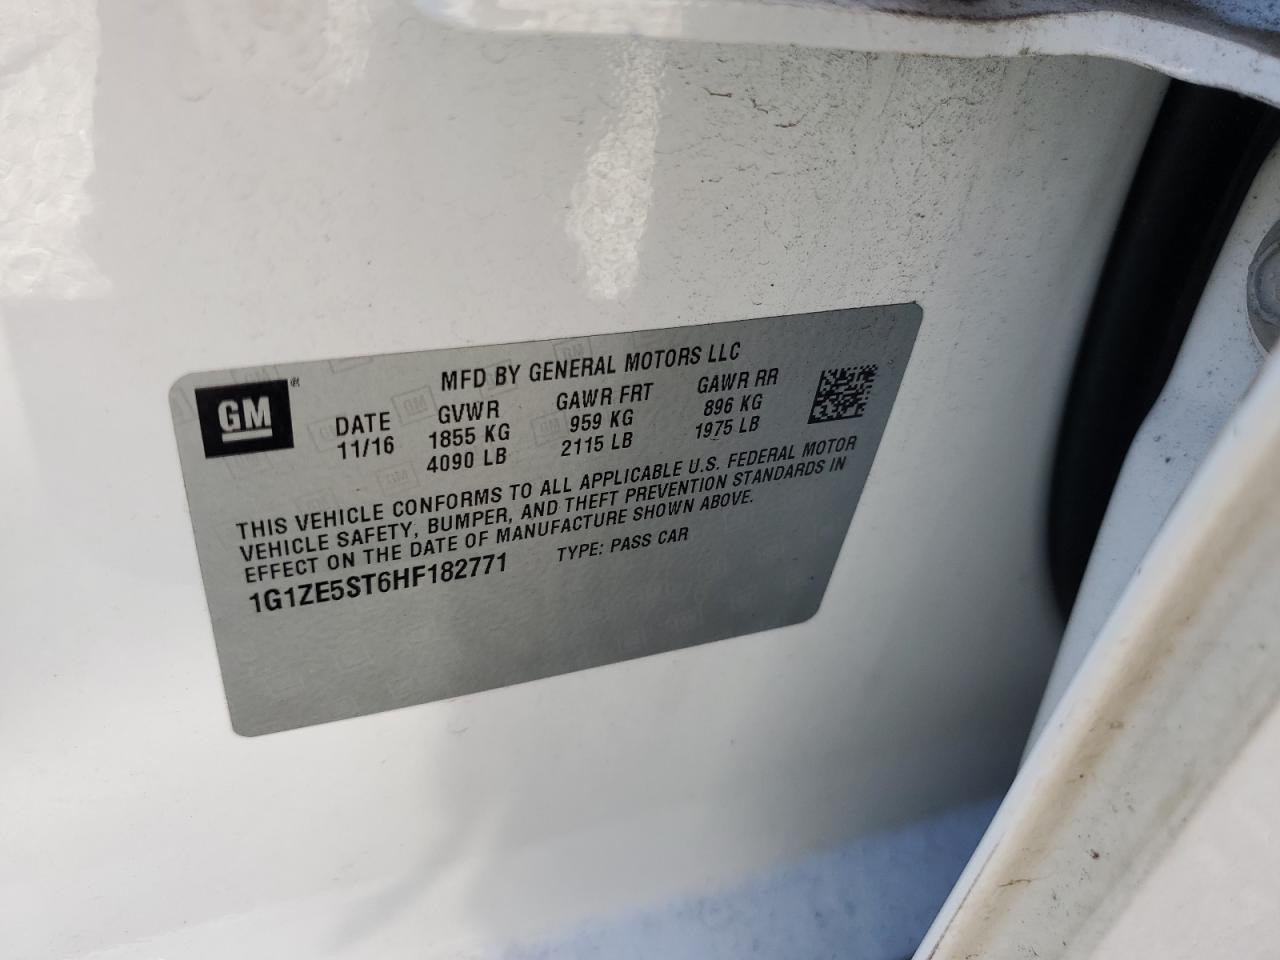 GM®
MFD BY GENERAL MOTORS LLC
DATE GVWR GAWR FRT GAWR RR
11/16 1855 KG 959 KG 896 KG
4090 LB 2115 LB 1975 LB
THIS VEHICLE CONFORMS TO ALL APPLICABLE U.S. FEDERAL MOTOR
VEHICLE SAFETY, BUMPER, AND THEFT PREVENTION STANDARDS IN
EFFECT ON THE DATE OF MANUFACTURE SHOWN ABOVE.
1G1ZE5ST6HF182771 TYPE: PASS CAR